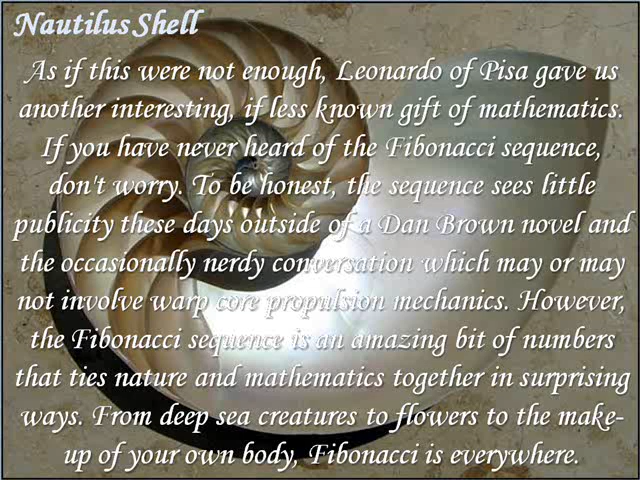 Nautilus Shell
As if this were not enough, Leonardo of Pisa gave us
another interesting, if less known gift of mathematics.
If you have never heard of the Fibonacci sequence,
don't worry. To be honest, the sequence sees little
publicity these days outside of a Dan Brown novel and
the occasionally nerdy conversation which may or may
not involve warp core propulsion mechanics. However,
the Fibonacci sequence is an amazing bit of numbers
that ties nature and mathematics together in surprising
ways. From deep sea creatures to flowers to the make-
up of your own body, Fibonacci is everywhere.